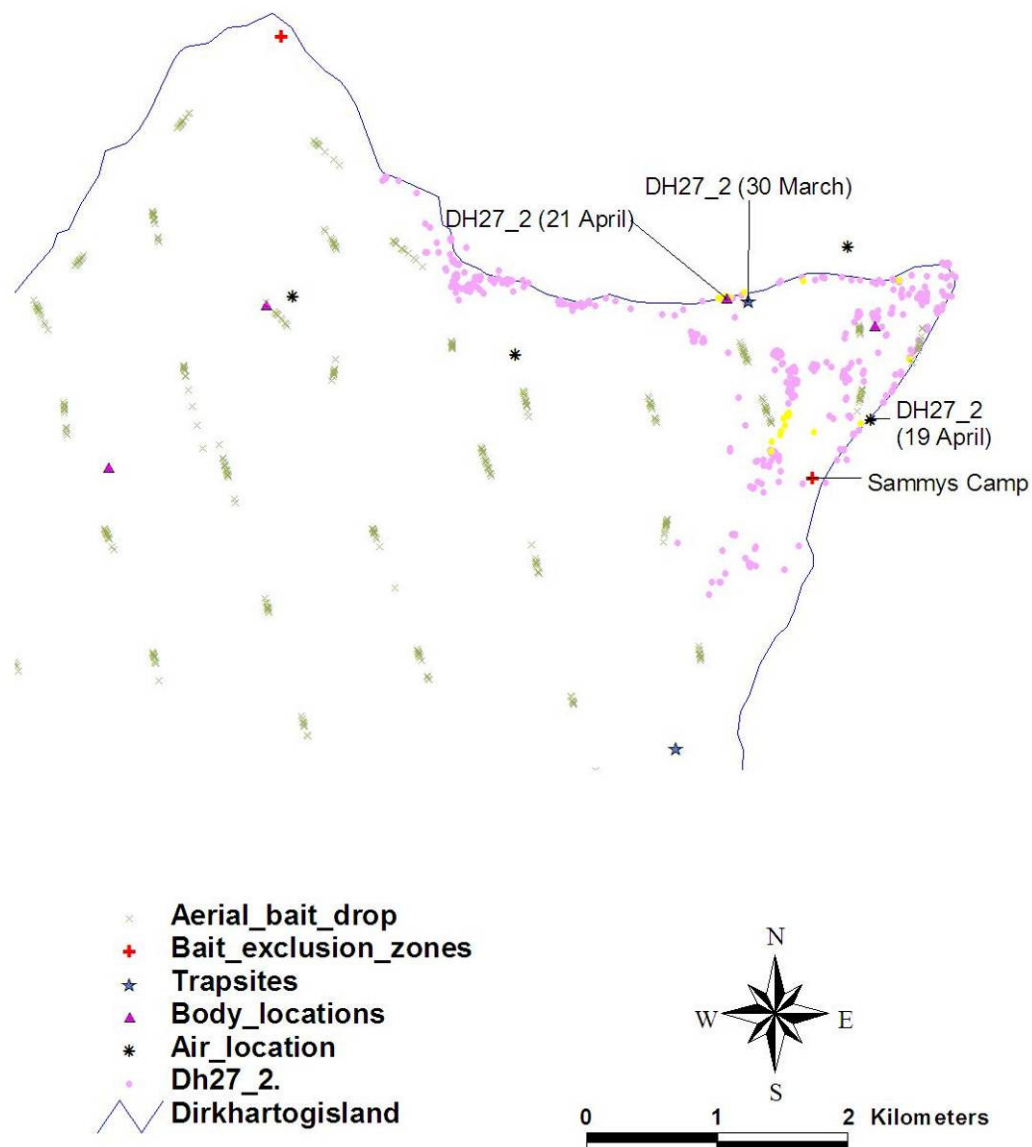 DH27_2 (30 March)
DH27_2 (21 April)
DH27_2
(19 April)
Sammys Camp
Aerial_bait_drop
Bait_exclusion_zones
Trapsites
Body_locations
Air_location
Dh27_2.
Dirkhartogisland
N
W
E
S
0 1 2 Kilometers